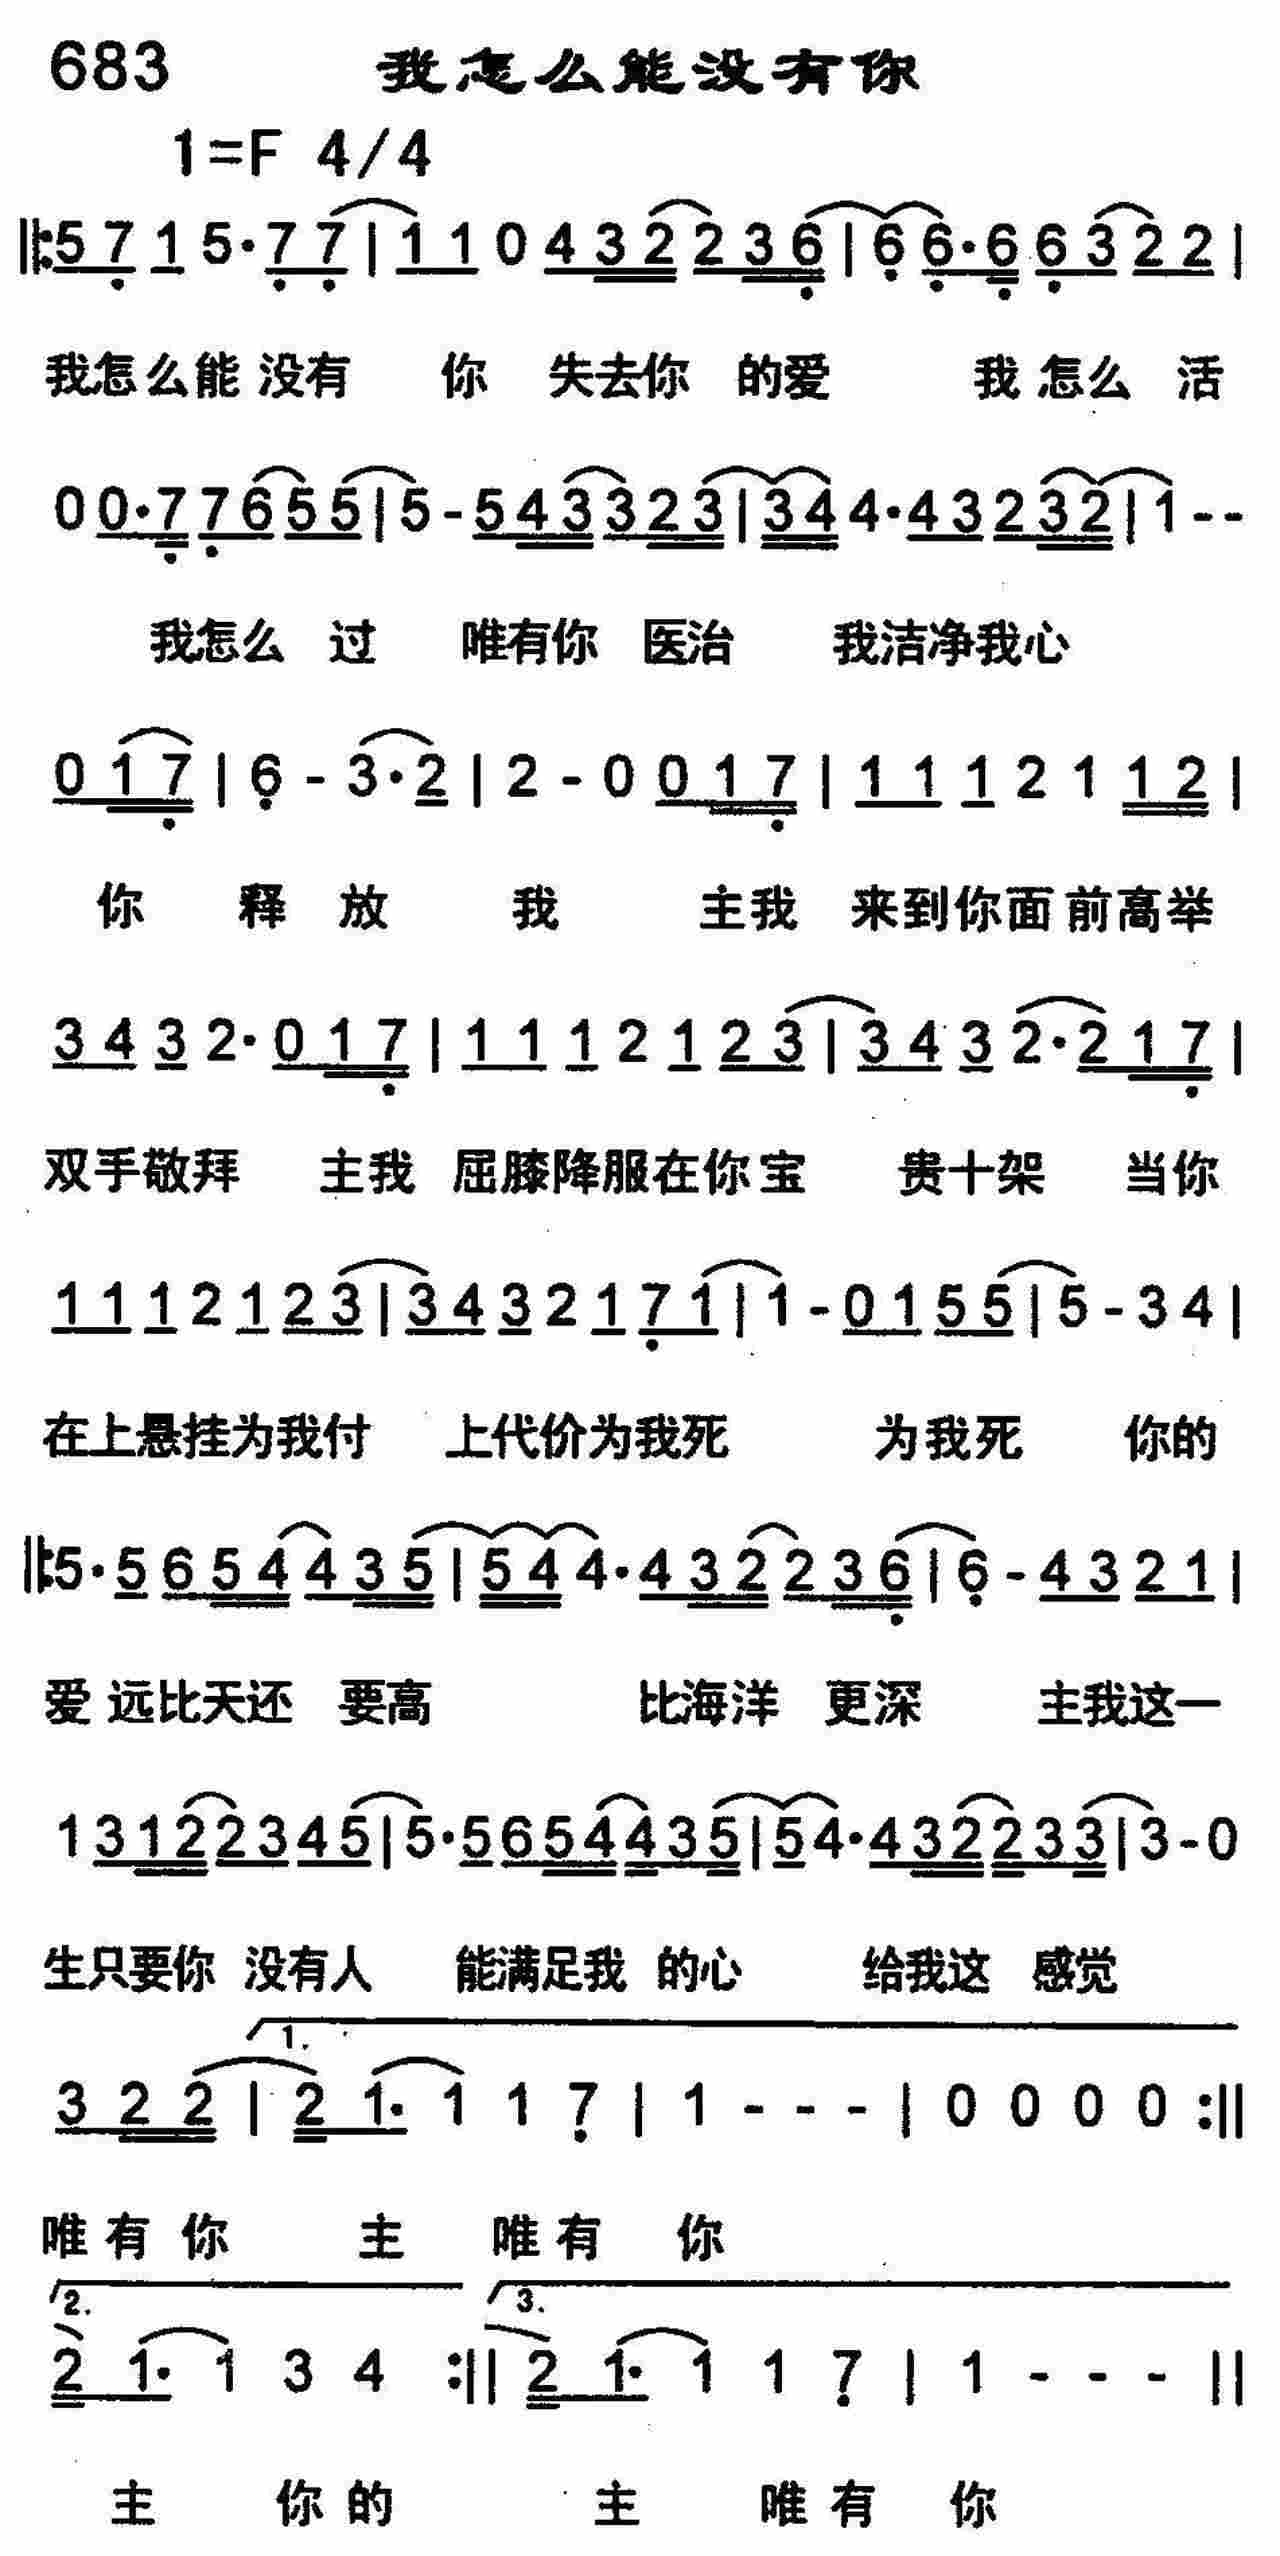 683 我怎么能没有你
1=F 4/4
‖:5 7 1 5· 7 7 | 1 1 0 4 3 2 2 3 6 | 6 6· 6 6 3 2 2 |
我怎么能 没有 你 失去你 的爱 我 怎么 活
0 0· 7 7 6 5 5 | 5 - 5 4 3 3 2 3 | 3 4 4· 4 3 2 3 2 | 1 - -
我怎么 过 唯有你 医治 我洁净我心
0 1 7 | 6 - 3· 2 | 2 - 0 0 1 7 | 1 1 1 2 1 1 2 |
你 释 放 我 主我 来到你面前高举
3 4 3 2· 0 1 7 | 1 1 1 2 1 2 3 | 3 4 3 2· 2 1 7 |
双手敬拜 主我 屈膝降服在你宝 贵十架 当你
1 1 1 2 1 2 3 | 3 4 3 2 1 7 1 | 1 - 0 1 5 5 | 5 - 3 4 |
在上悬挂为我付 上代价为我死 为我死 你的
‖:5· 5 6 5 4 4 3 5 | 5 4 4· 4 3 2 2 3 6 | 6 - 4 3 2 1 |
爱 远比天还 要高 比海洋 更深 主我这一
1 3 1 2 2 3 4 5 | 5· 5 6 5 4 4 3 5 | 5 4· 4 3 2 2 3 3 | 3 - 0
生只要你 没有人 能满足我 的心 给我这 感觉
1.
3 2 2 | 2 1· 1 1 7 | 1 - - - | 0 0 0 0 :‖
唯有你 主 唯有 你
2. 3.
2 1· 1 3 4 :‖ 2 1· 1 1 7 | 1 - - - ‖
主 你的 主 唯有 你